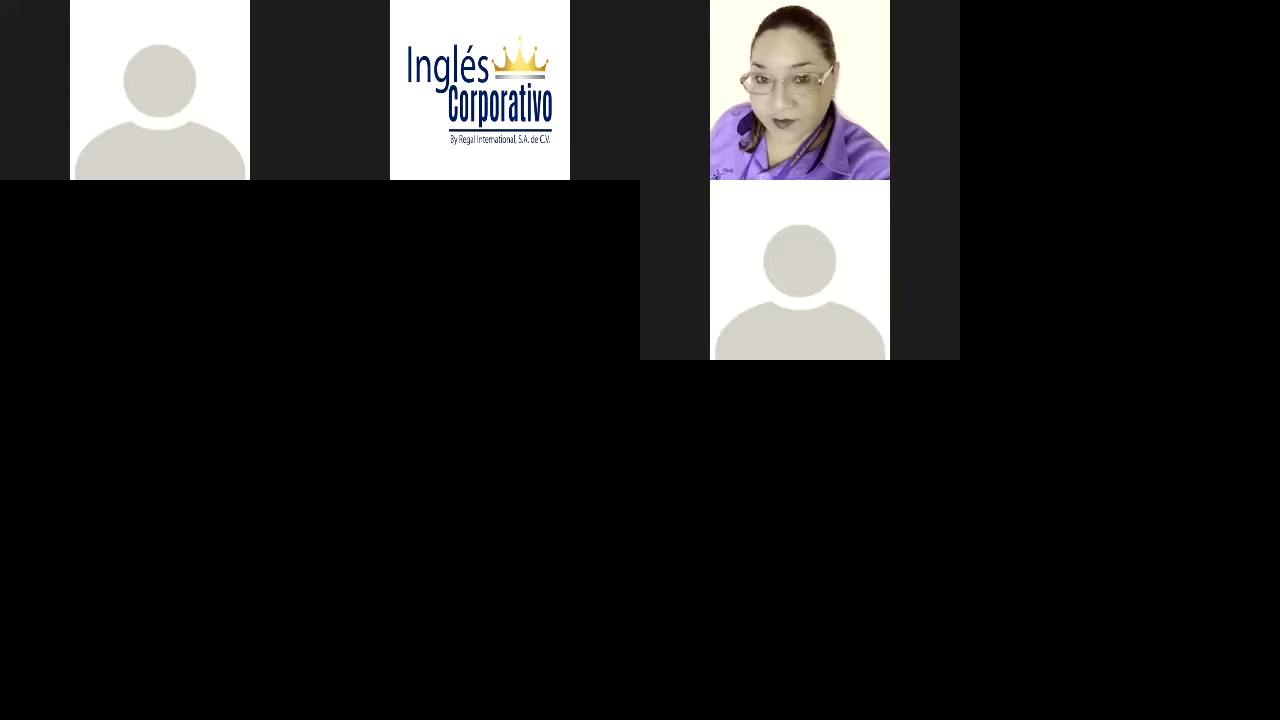 Inglés
Corporativo
By Regal International, S.A. de C.V.